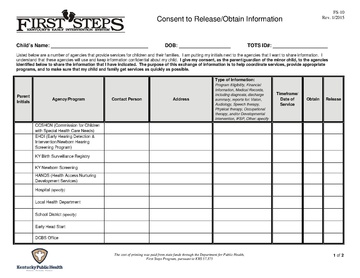 FIRST STEPS
KENTUCKY'S EARLY INTERVENTION SYSTEM
Consent to Release/Obtain Information
FS-10
Rev. 1/2015
Child's Name: DOB: TOTS ID#:
Listed below are a number of agencies that provide services for children and their families. I am putting my initials next to the agencies that I want to share information. I
understand that these agencies will use and keep information confidential about my child. I give my consent, as the parent/guardian of the minor child, to the agencies
identified below to share the information that I have indicated. The purpose of this exchange of information is to help coordinate services, provide appropriate
programs, and to make sure that my child and family get services as quickly as possible.
Parent Initials
Agency/Program
Contact Person
Address
Type of Information:
Program Eligibility, Financial
Information, Medical Records,
including diagnosis, discharge
summary, reports for Vision,
Audiology, Speech therapy,
Physical therapy, Occupational
therapy, and/or Developmental
intervention, IFSP, Other specify
Timeframe:
Date of
Service
Obtain
Release
CCSHCN (Commission for Children
with Special Health Care Needs)
EHDI (Early Hearing Detection &
Intervention/Newborn Hearing
Screening Program)
KY Birth Surveillance Registry
KY Newborn Screening
HANDS (Health Access Nurturing
Development Services)
Hospital (specify)
Local Health Department
School District (specify)
Early Head Start
DCBS Office
KentuckyPublicHealth
The cost of printing was paid from state funds through the Department for Public Health,
First Steps Program, pursuant to KRS 57.375
1 of 2